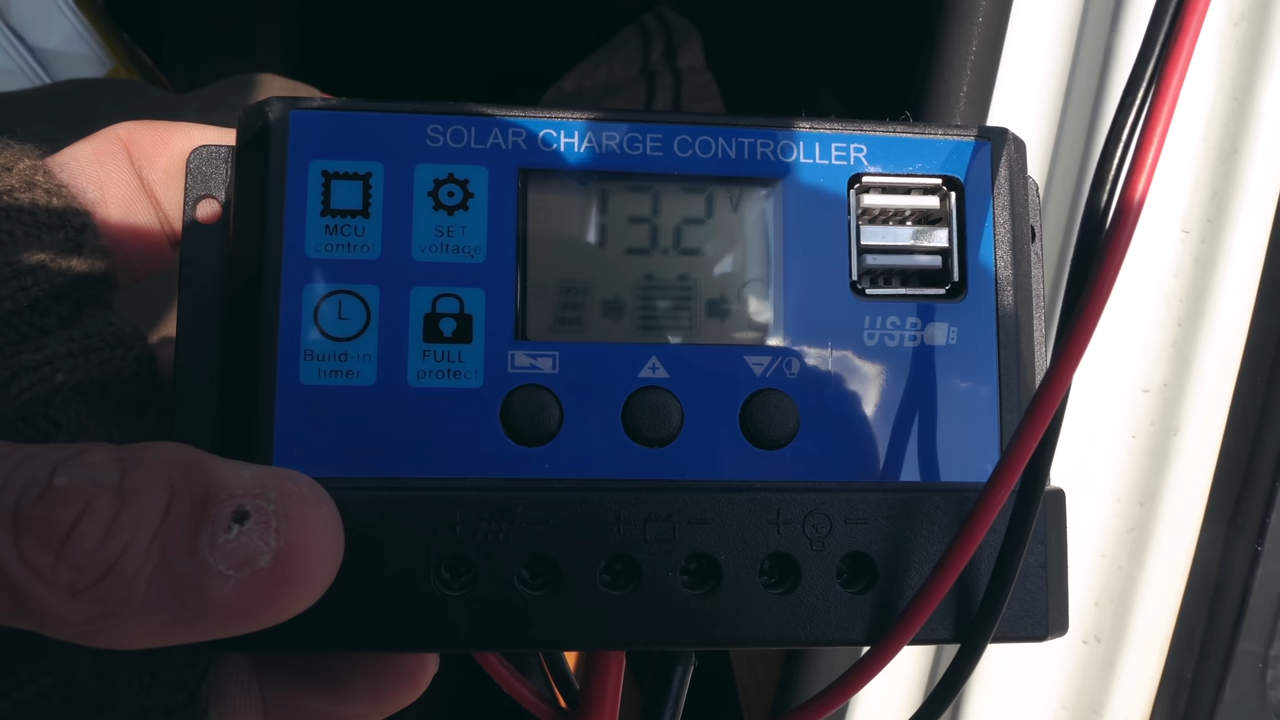 SOLAR CHARGE CONTROLLER
MCU
control
SET
voltage
13.2 V
Build-in
timer
FULL
protect
USB